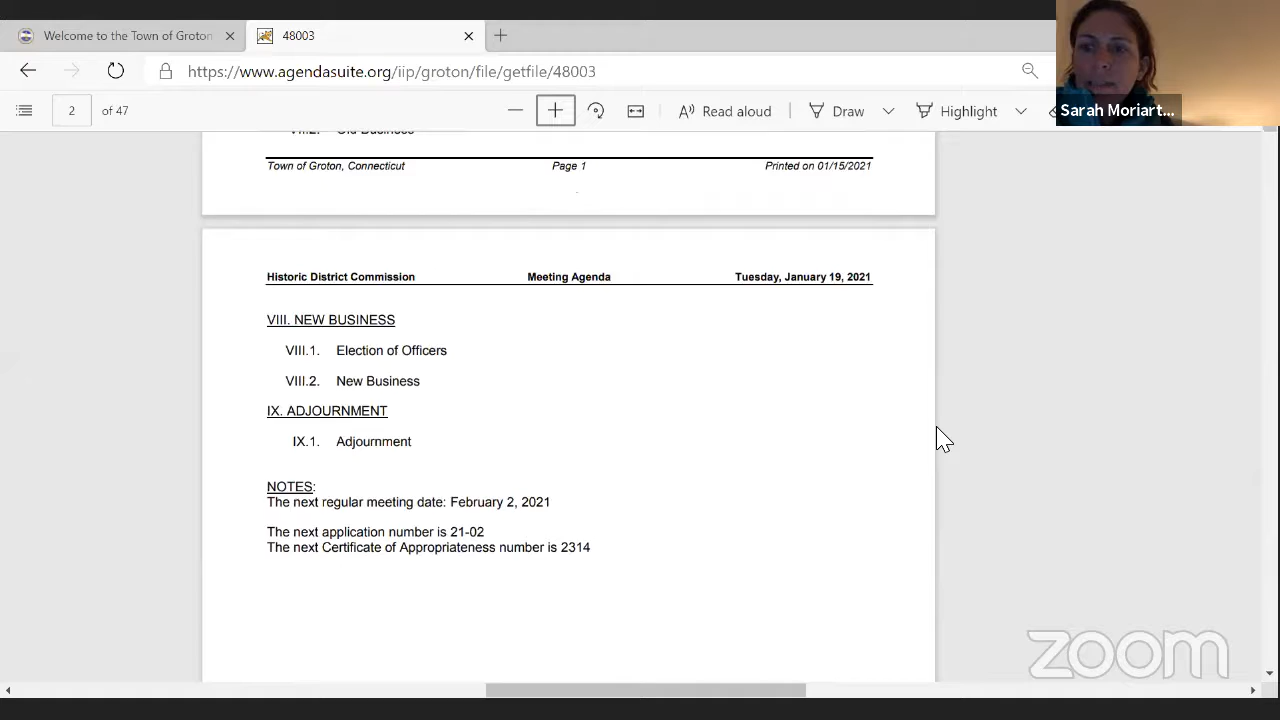 Welcome to the Town of Groton
48003
https://www.agendasuite.org/iip/groton/file/getfile/48003
Sarah Moriart...
2 of 47
Read aloud
Draw
Highlight
VIII.2. Old Business
Town of Groton, Connecticut Page 1 Printed on 01/15/2021
Historic District Commission Meeting Agenda Tuesday, January 19, 2021
VIII. NEW BUSINESS
VIII.1. Election of Officers
VIII.2. New Business
IX. ADJOURNMENT
IX.1. Adjournment
NOTES:
The next regular meeting date: February 2, 2021
The next application number is 21-02
The next Certificate of Appropriateness number is 2314
zoom